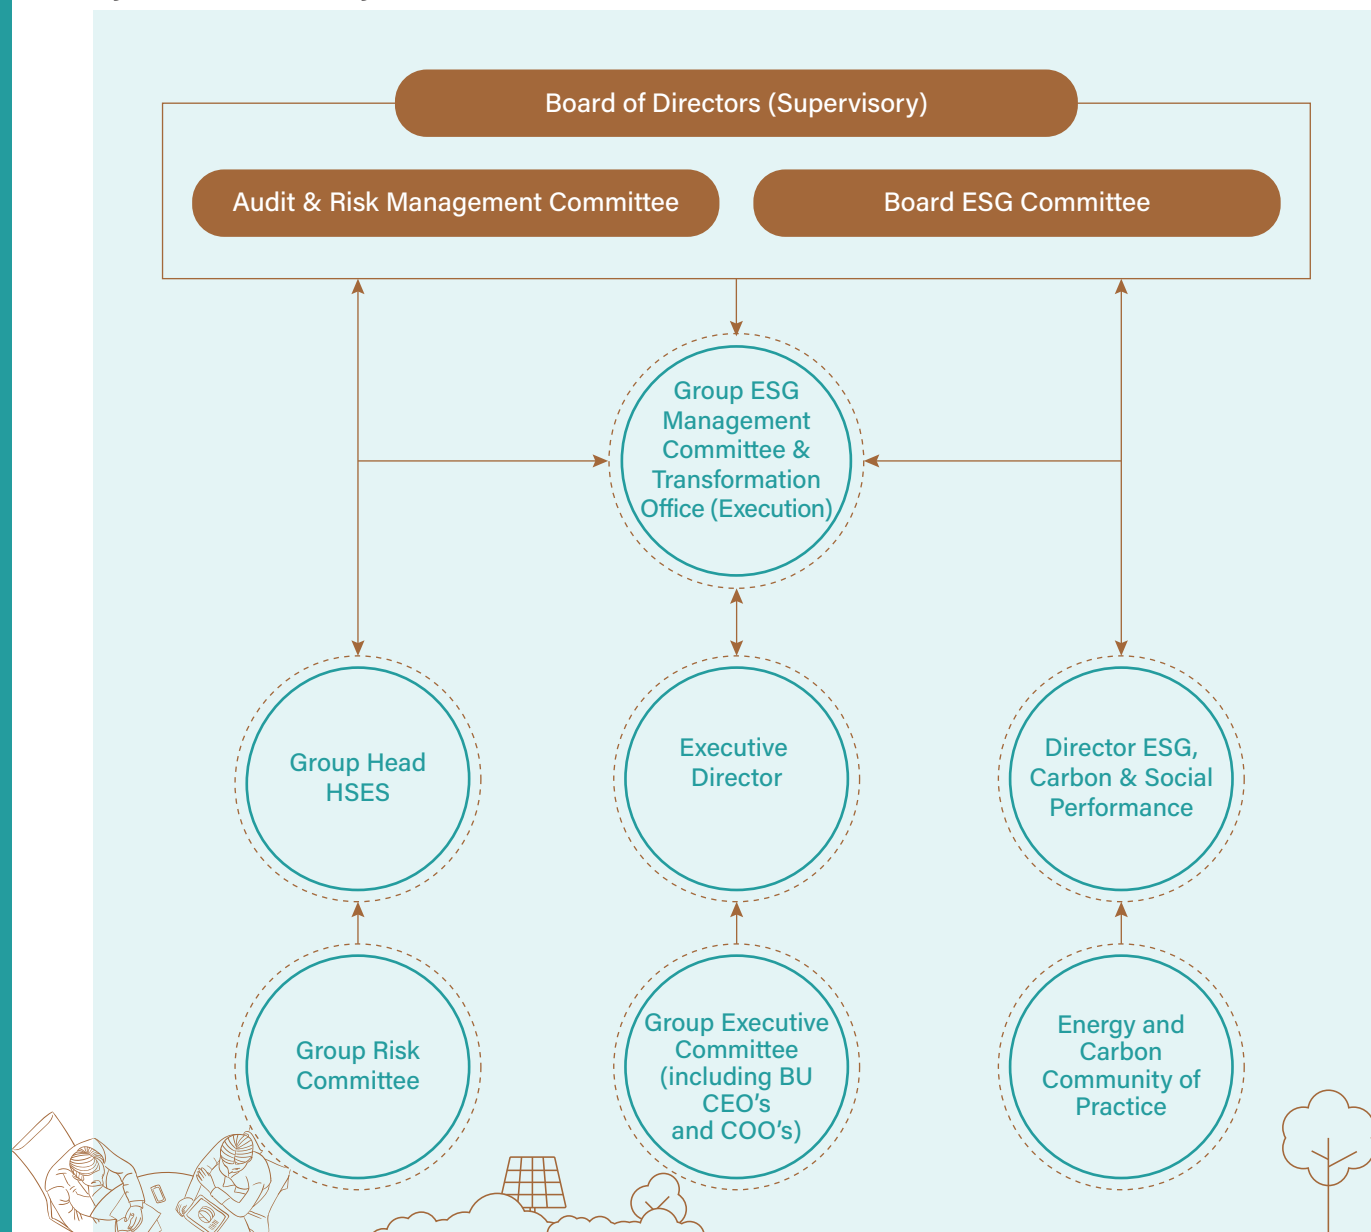 Board of Directors (Supervisory)
Audit & Risk Management Committee
Board ESG Committee
Group ESG
Management
Committee &
Transformation
Office (Execution)
Group Head
HSES
Executive
Director
Director ESG,
Carbon & Social
Performance
Group Risk
Committee
Group Executive
Committee
(including BU
CEO's
and COO's)
Energy and
Carbon
Community of
Practice